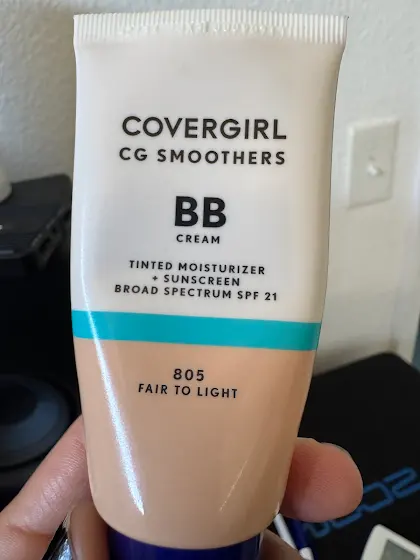 COVERGIRL
CG SMOOTHERS
BB
CREAM
TINTED MOISTURIZER
+ SUNSCREEN
BROAD SPECTRUM SPF 21
805
FAIR TO LIGHT